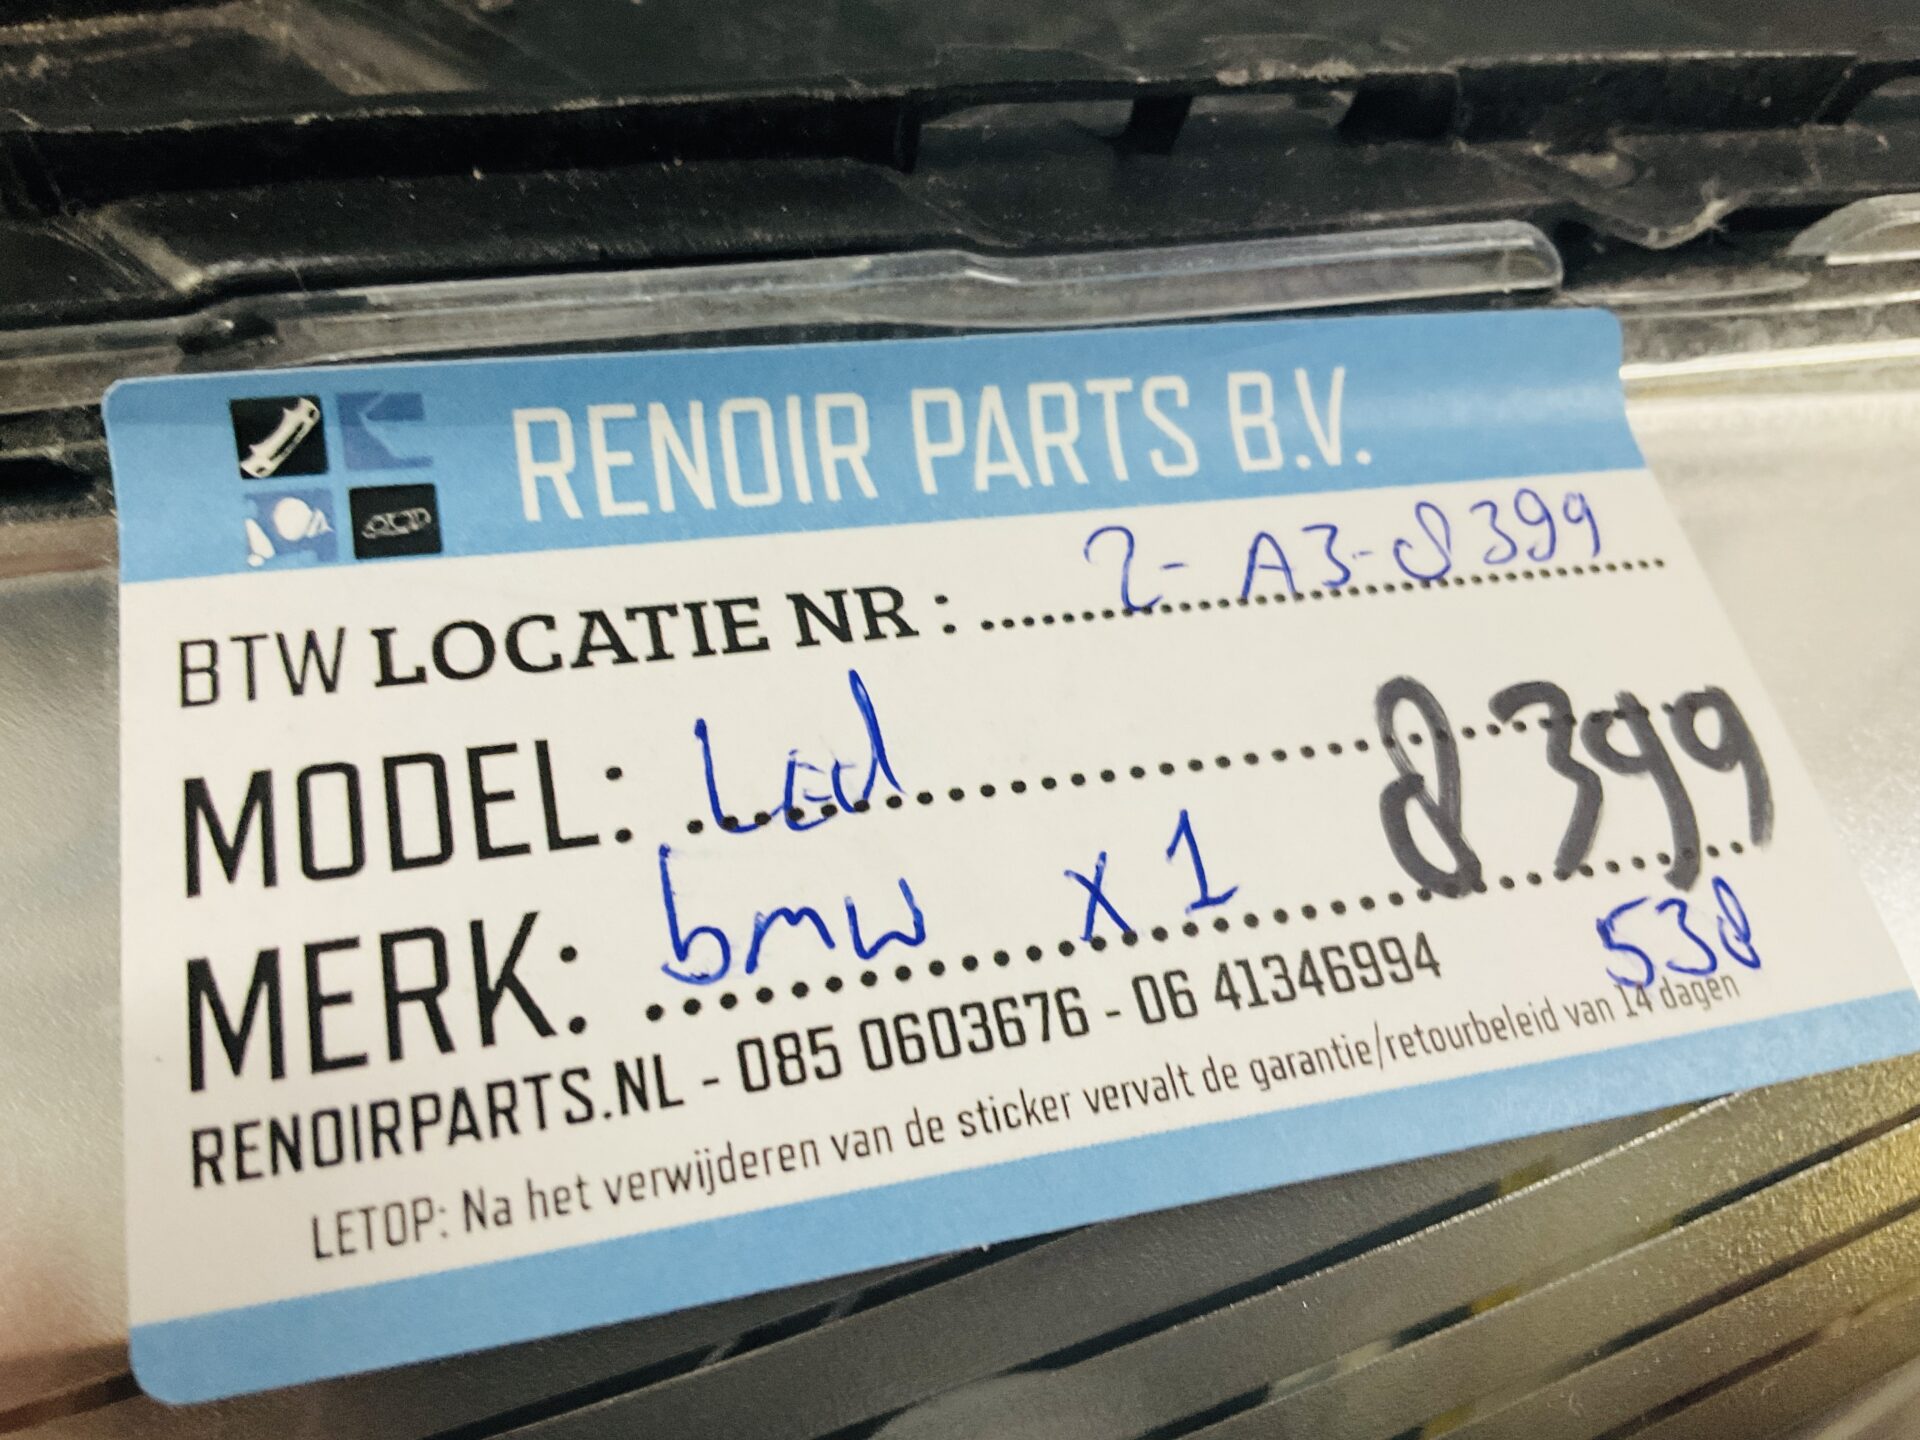 RENOIR PARTS B.V.
BTW LOCATIE NR : 2-A3-8399
MODEL: Led
8399
MERK: bmw x1
538
RENOIRPARTS.NL - 085 0603676 - 06 41346994
LETOP: Na het verwijderen van de sticker vervalt de garantie/retourbeleid van 14 dagen